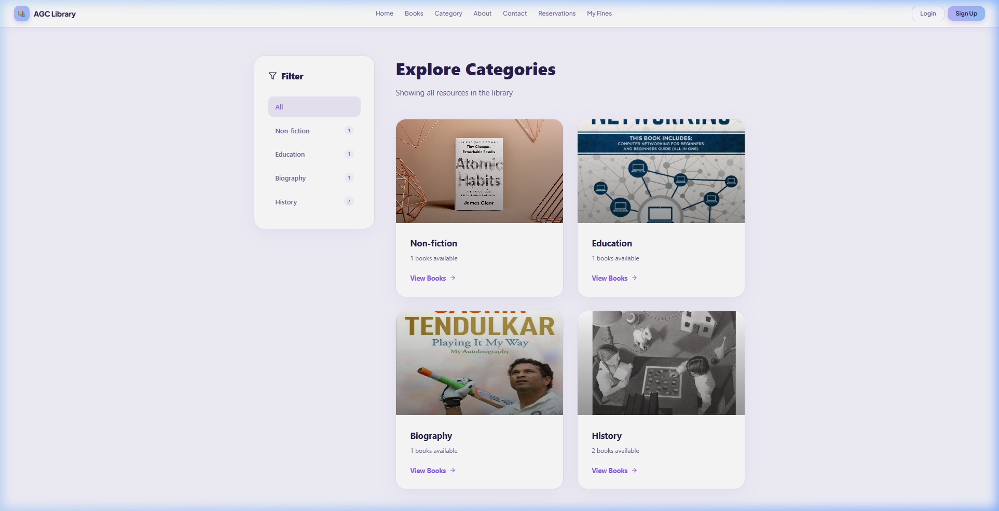 AGC Library
Home
Books
Category
About
Contact
Reservations
My Fines
Login
Sign Up
Filter
All
Non-fiction 1
Education 1
Biography 1
History 2
Explore Categories
Showing all resources in the library
Tiny Changes,
Remarkable Results
Atomic
Habits
James Clear
Non-fiction
1 books available
View Books →
NETWORKING
THIS BOOK INCLUDES:
COMPUTER NETWORKING FOR BEGINNERS
AND BEGINNERS GUIDE (ALL IN ONE)
Education
1 books available
View Books →
SACHIN
TENDULKAR
Playing It My Way
My Autobiography
Biography
1 books available
View Books →
History
2 books available
View Books →